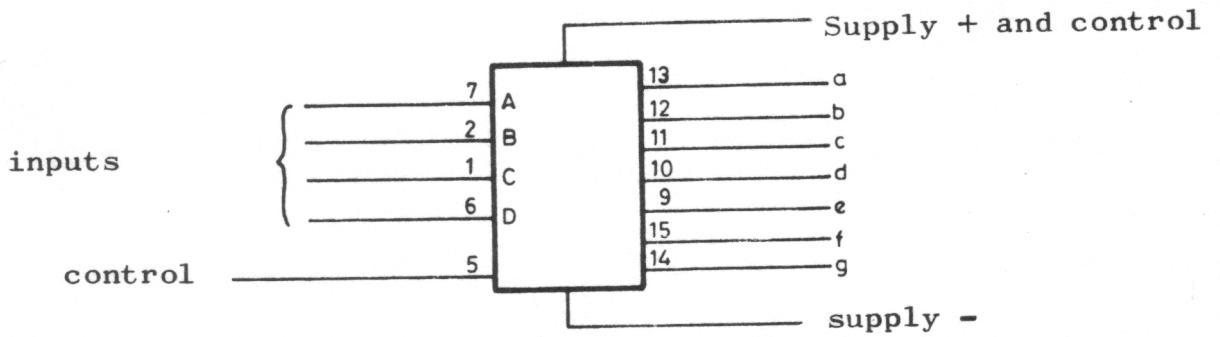 Supply + and control
7 A 13 a
2 B 12 b
inputs 1 C 11 c
10 d
6 D 9 e
15 f
control 5 14 g
supply -